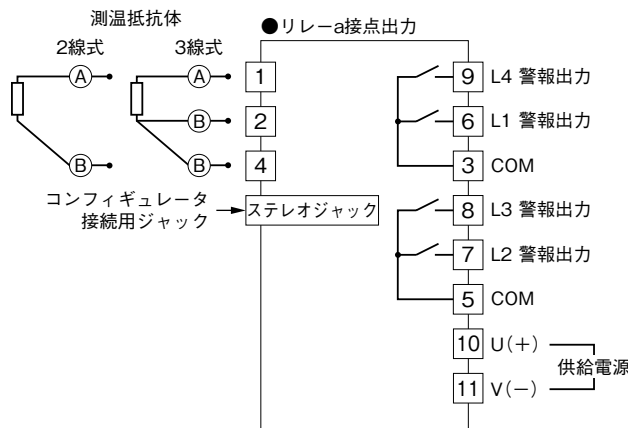 測温抵抗体
2線式
3線式
●リレーa接点出力
A
A
B
B
B
1
2
4
コンフィギュレータ
接続用ジャック
ステレオジャック
9 L4 警報出力
6 L1 警報出力
3 COM
8 L3 警報出力
7 L2 警報出力
5 COM
10 U(+)
11 V(−)
供給電源